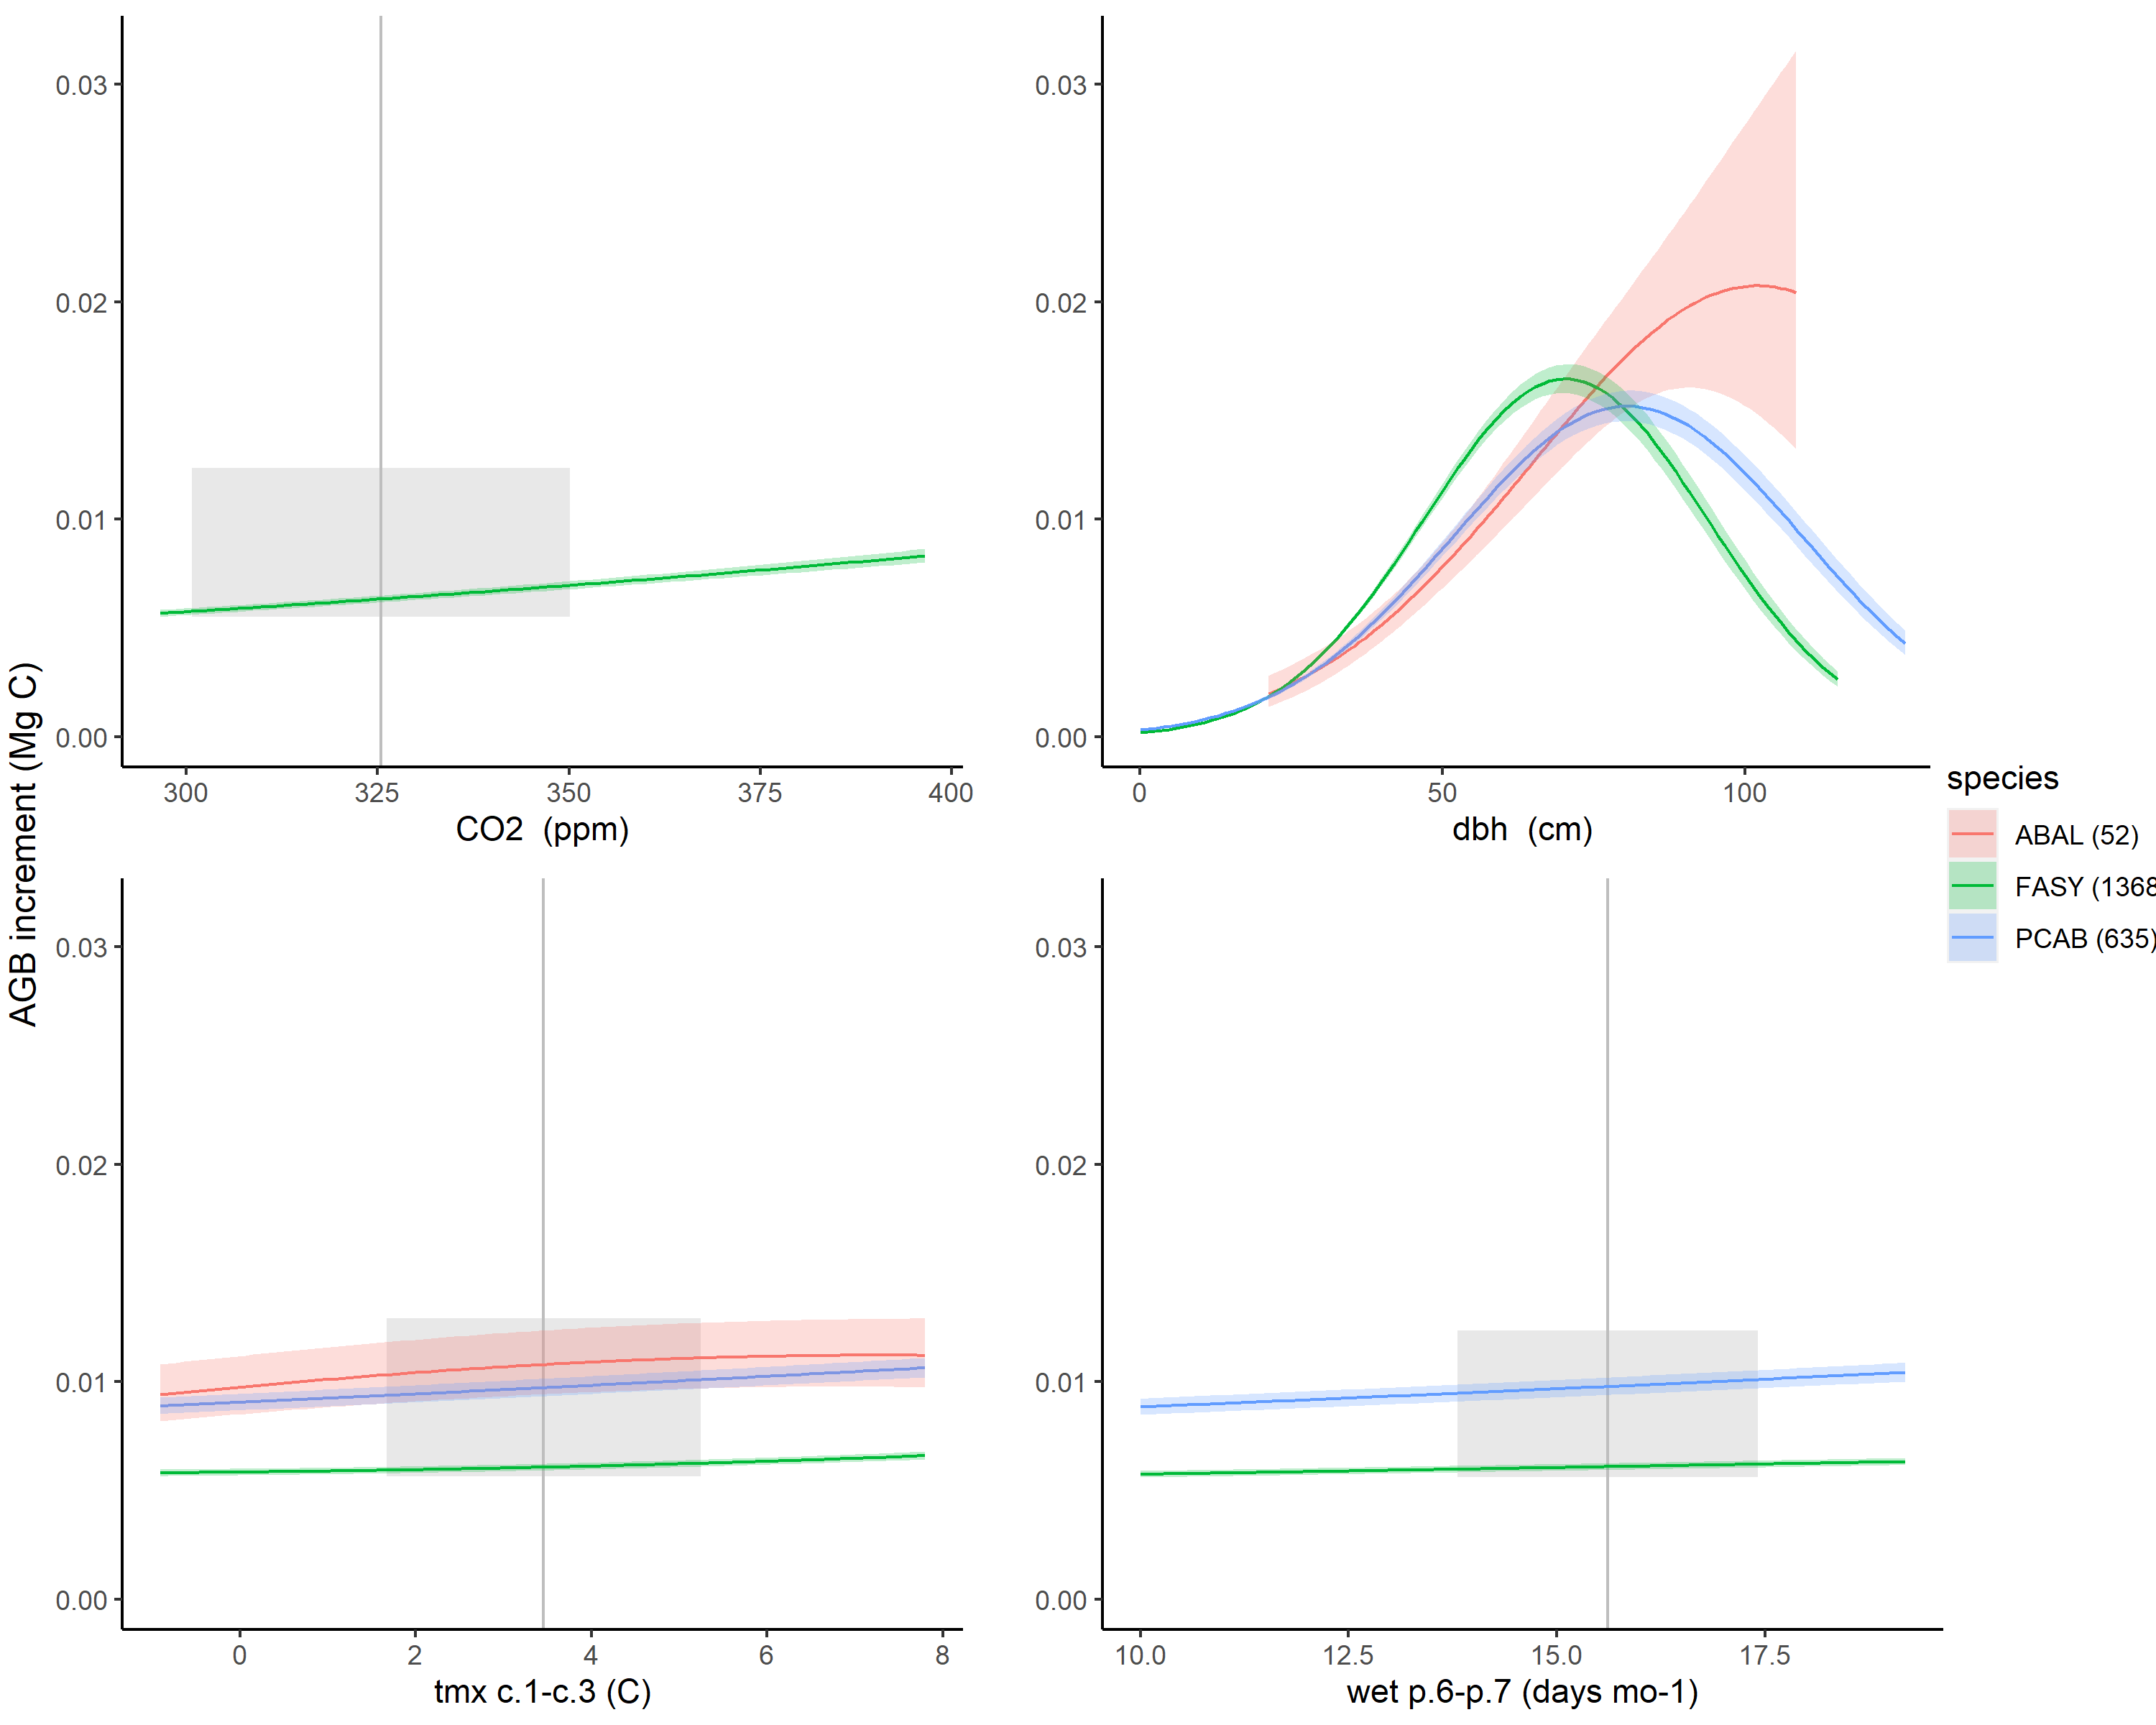 AGB increment (Mg C)
0.03
0.02
0.01
0.00
300 325 350 375 400
CO2 (ppm)
0.03
0.02
0.01
0.00
0 50 100
dbh (cm)
species
ABAL (52)
FASY (1368
PCAB (635)
0.03
0.02
0.01
0.00
0 2 4 6 8
tmx c.1-c.3 (C)
0.03
0.02
0.01
0.00
10.0 12.5 15.0 17.5
wet p.6-p.7 (days mo-1)